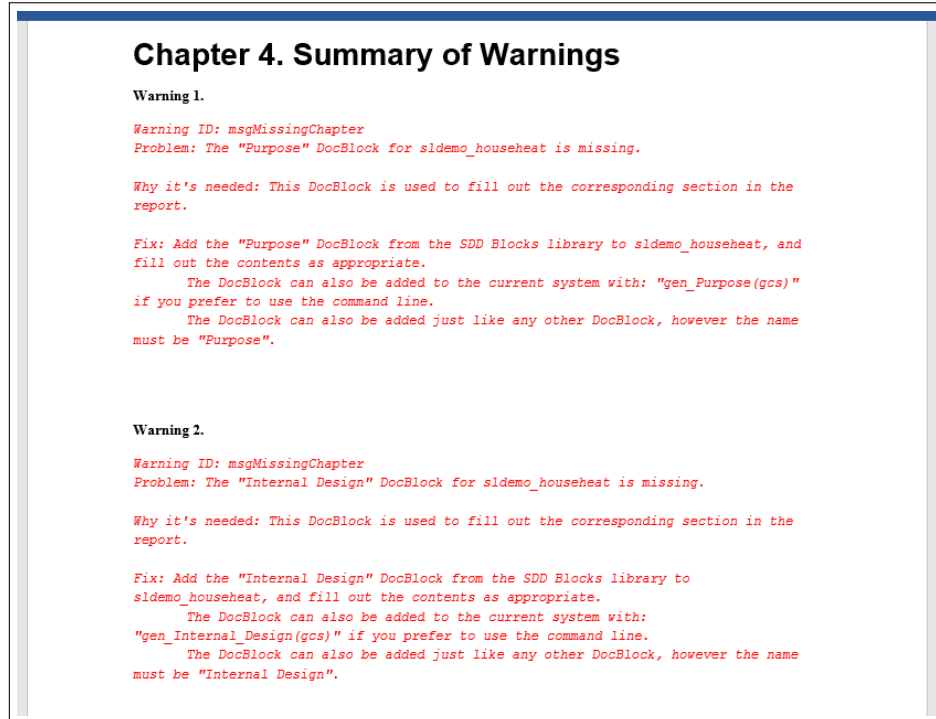 Chapter 4. Summary of Warnings
Warning 1.
Warning ID: msgMissingChapter
Problem: The "Purpose" DocBlock for sldemo_househeat is missing.
Why it's needed: This DocBlock is used to fill out the corresponding section in the
report.
Fix: Add the "Purpose" DocBlock from the SDD Blocks library to sldemo_househeat, and
fill out the contents as appropriate.
The DocBlock can also be added to the current system with: "gen_Purpose(gcs)"
if you prefer to use the command line.
The DocBlock can also be added just like any other DocBlock, however the name
must be "Purpose".
Warning 2.
Warning ID: msgMissingChapter
Problem: The "Internal Design" DocBlock for sldemo_househeat is missing.
Why it's needed: This DocBlock is used to fill out the corresponding section in the
report.
Fix: Add the "Internal Design" DocBlock from the SDD Blocks library to
sldemo_househeat, and fill out the contents as appropriate.
The DocBlock can also be added to the current system with:
"gen_Internal_Design(gcs)" if you prefer to use the command line.
The DocBlock can also be added just like any other DocBlock, however the name
must be "Internal Design".